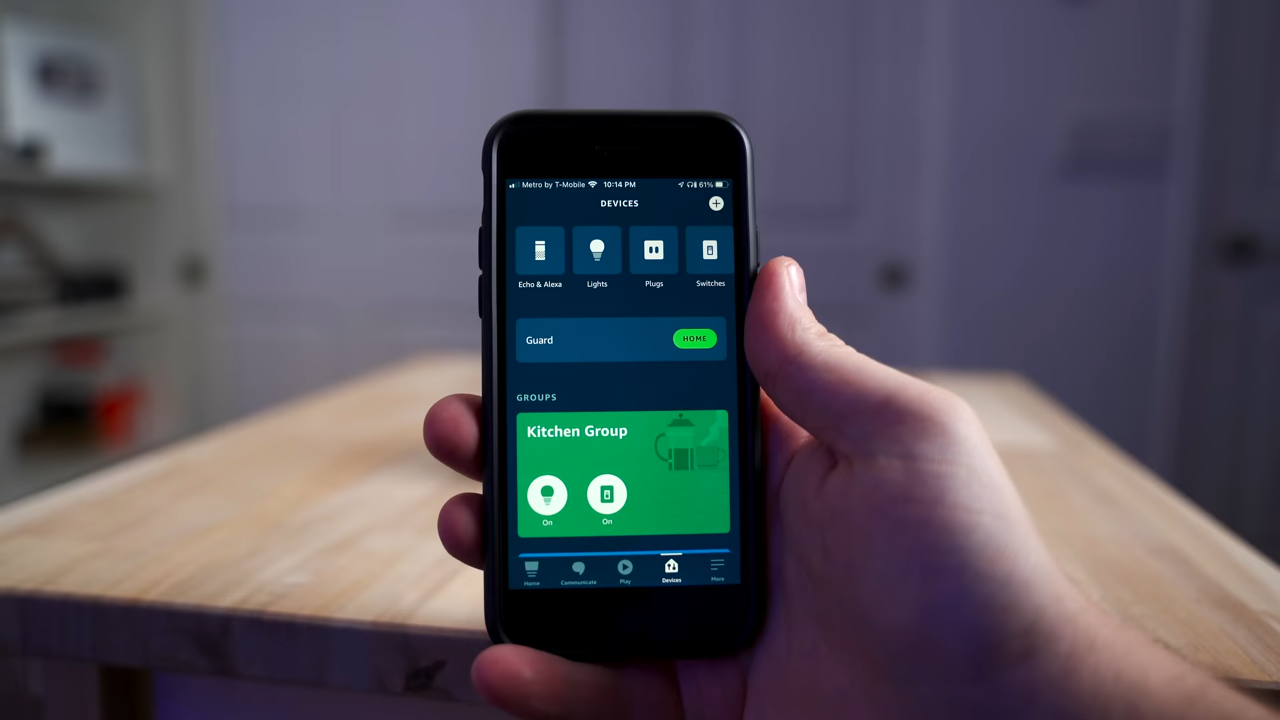 Metro by T-Mobile 10:14 PM 61%
DEVICES
Echo & Alexa Lights Plugs Switches
Guard HOME
GROUPS
Kitchen Group
On On
Home Communicate Play Devices More